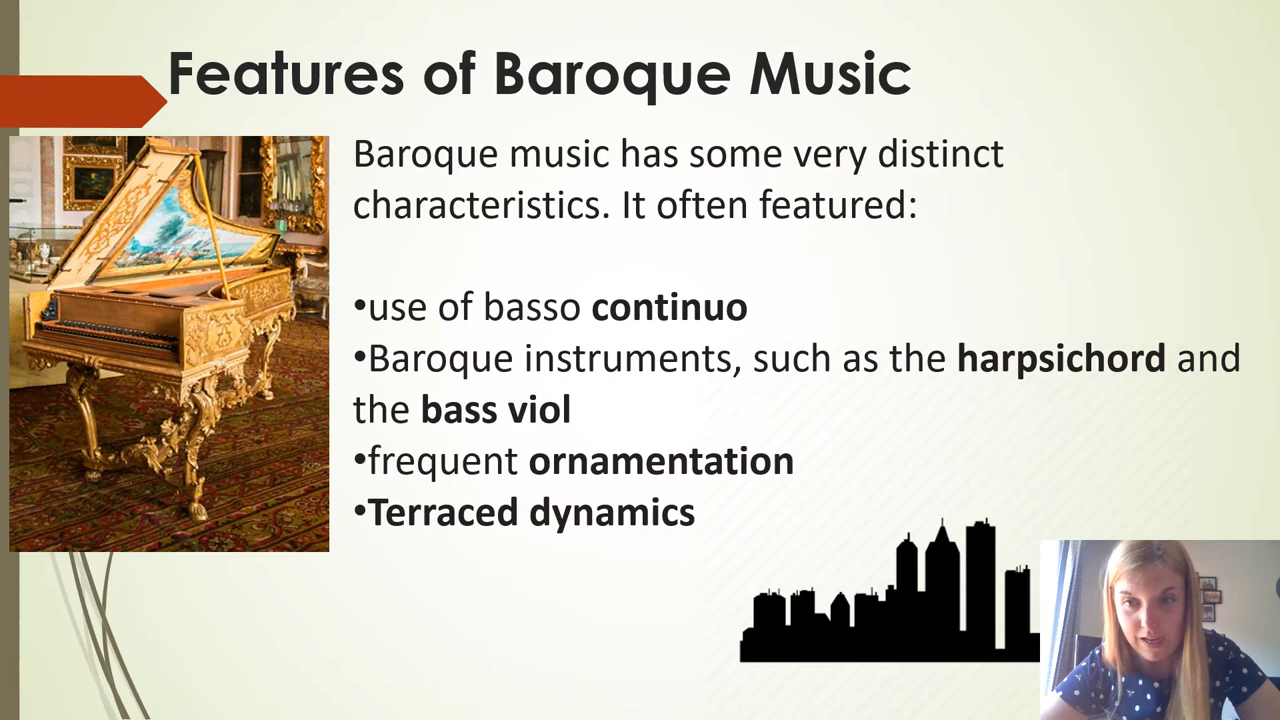 Features of Baroque Music
Baroque music has some very distinct
characteristics. It often featured:
•use of basso continuo
•Baroque instruments, such as the harpsichord and
the bass viol
•frequent ornamentation
•Terraced dynamics